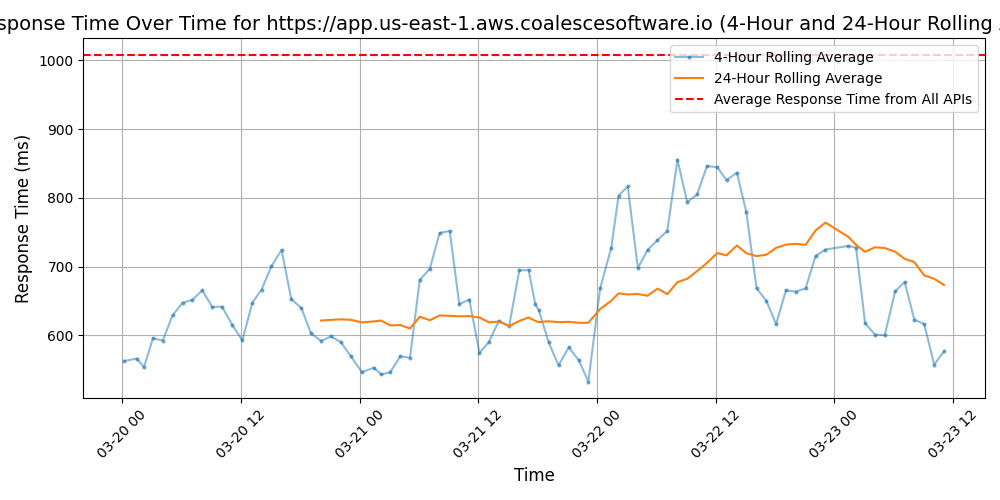 sponse Time Over Time for https://app.us-east-1.aws.coalescesoftware.io (4-Hour and 24-Hour Rolling
4-Hour Rolling Average
24-Hour Rolling Average
Average Response Time from All APIs
Response Time (ms)
1000
900
800
700
600
03-20 00
03-20 12
03-21 00
03-21 12
03-22 00
03-22 12
03-23 00
03-23 12
Time